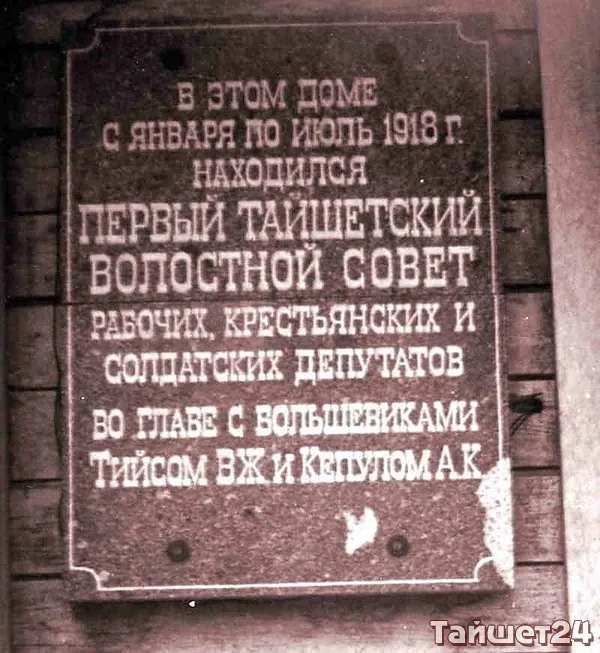 В ЭТОМ ДОМЕ
С ЯНВАРЯ ПО ИЮЛЬ 1918 Г.
НАХОДИЛСЯ
ПЕРВЫЙ ТАЙШЕТСКИЙ
ВОЛОСТНОЙ СОВЕТ
РАБОЧИХ, КРЕСТЬЯНСКИХ И
СОЛДАТСКИХ ДЕПУТАТОВ
ВО ГЛАВЕ С БОЛЬШЕВИКАМИ
ТИЙСОМ В.Ж И КЕПУЛОМ А.К
Тайшет24